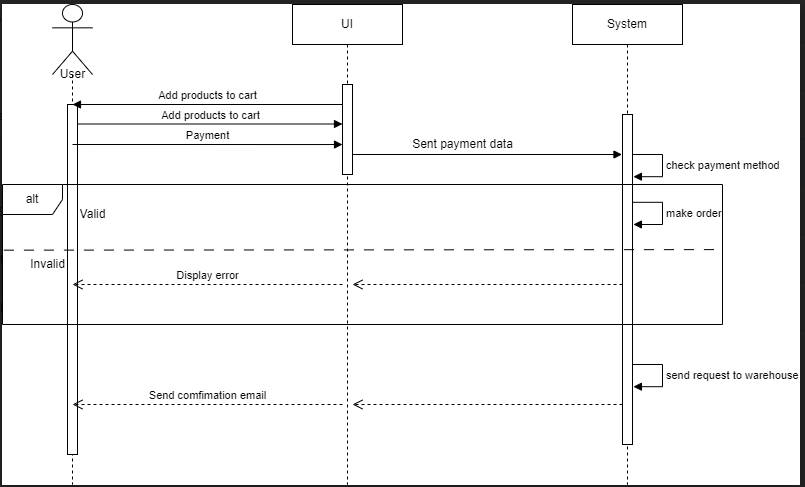 UI
System
User
Add products to cart
Add products to cart
Payment
Sent payment data
check payment method
alt
Valid
make order
Invalid
Display error
send request to warehouse
Send comfimation email